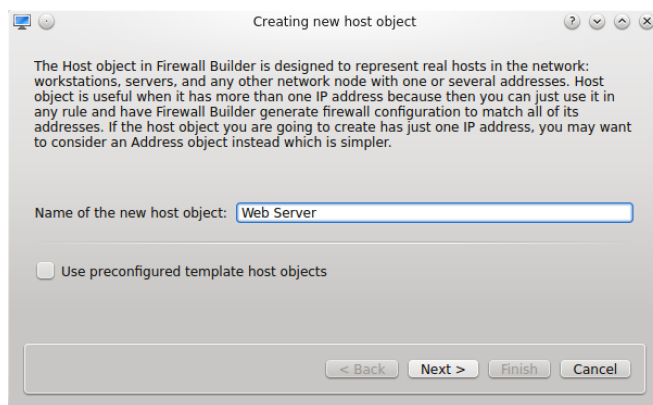 Creating new host object
The Host object in Firewall Builder is designed to represent real hosts in the network:
workstations, servers, and any other network node with one or several addresses. Host
object is useful when it has more than one IP address because then you can just use it in
any rule and have Firewall Builder generate firewall configuration to match all of its
addresses. If the host object you are going to create has just one IP address, you may want
to consider an Address object instead which is simpler.
Name of the new host object: Web Server
Use preconfigured template host objects
< Back Next > Finish Cancel